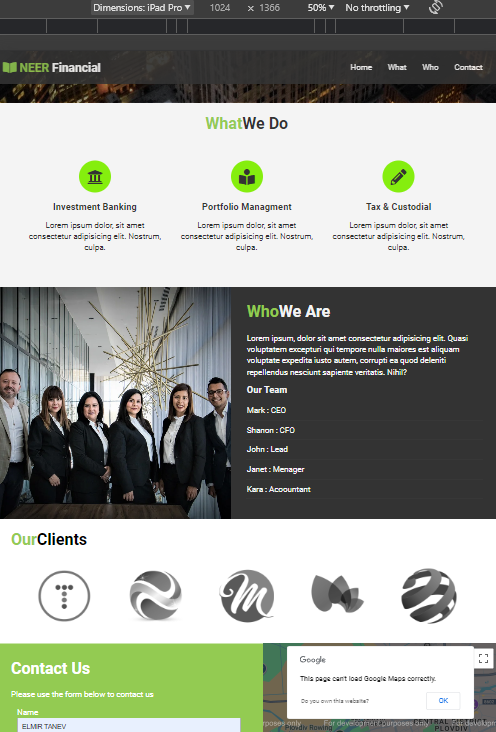 Dimensions: iPad Pro 1024 × 1366 50% No throttling
NEER Financial Home What Who Contact
WhatWe Do
Investment Banking
Lorem ipsum dolor, sit amet
consectetur adipisicing elit. Nostrum,
culpa.
Portfolio Managment
Lorem ipsum dolor, sit amet
consectetur adipisicing elit. Nostrum,
culpa.
Tax & Custodial
Lorem ipsum dolor, sit amet
consectetur adipisicing elit. Nostrum,
culpa.
WhoWe Are
Lorem ipsum, dolor sit amet consectetur adipisicing elit. Quasi
voluptatem excepturi qui tempore nulla maiores est aliquam
voluptate expedita iusto autem, corrupti ea quod deleniti
repellendus nesciunt sapiente veritatis. Nihil?
Our Team
Mark : CEO
Shanon : CFO
John : Lead
Janet : Menager
Kara : Acoountant
OurClients
T
M
Contact Us
Please use the form below to contact us
Name
ELMIR TANEV
Google
This page can't load Google Maps correctly.
Do you own this website? OK
rposes only For development purposes only For developm
Plovdiv Rowing
PLOVDIV